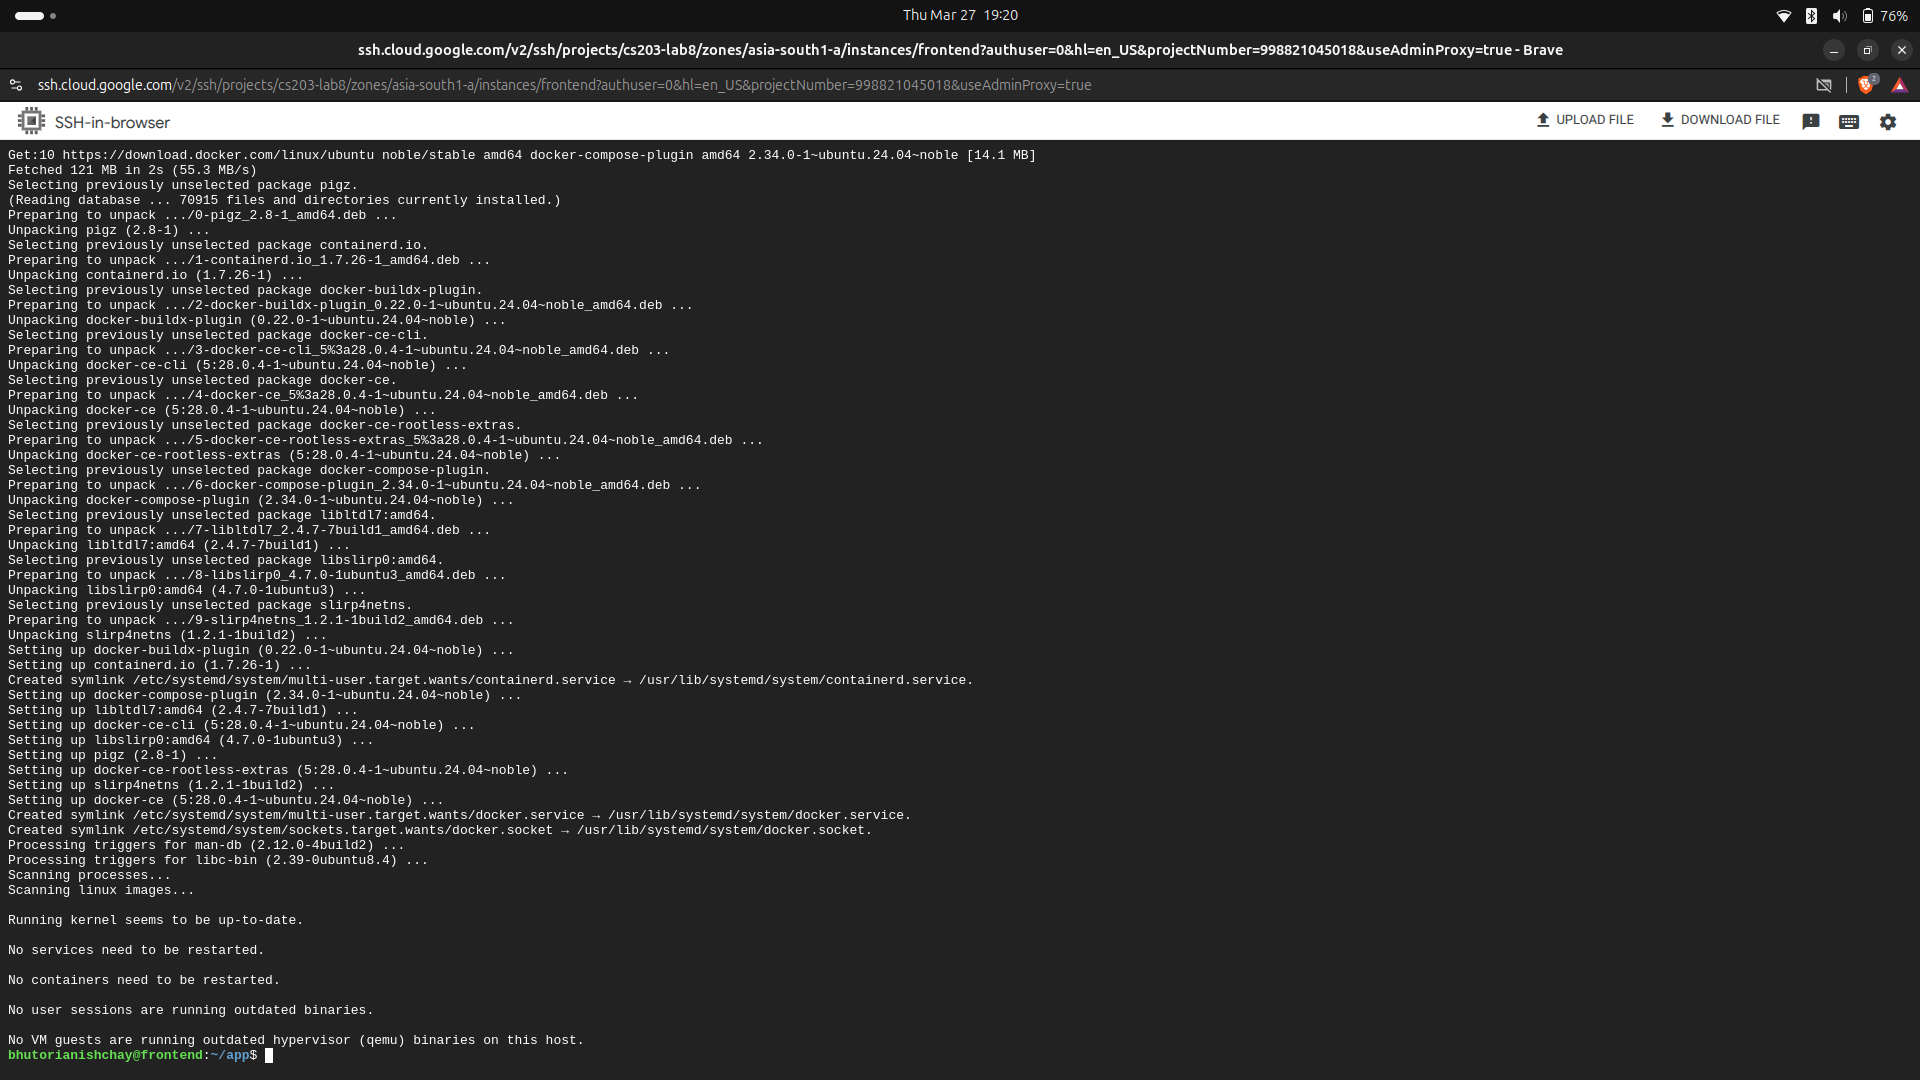 Thu Mar 27 19:20
76%
ssh.cloud.google.com/v2/ssh/projects/cs203-lab8/zones/asia-south1-a/instances/frontend?authuser=0&hl=en_US&projectNumber=998821045018&useAdminProxy=true - Brave
ssh.cloud.google.com/v2/ssh/projects/cs203-lab8/zones/asia-south1-a/instances/frontend?authuser=0&hl=en_US&projectNumber=998821045018&useAdminProxy=true
2
SSH-in-browser
UPLOAD FILE
DOWNLOAD FILE
Get:10 https://download.docker.com/linux/ubuntu noble/stable amd64 docker-compose-plugin amd64 2.34.0-1~ubuntu.24.04~noble [14.1 MB]
Fetched 121 MB in 2s (55.3 MB/s)
Selecting previously unselected package pigz.
(Reading database ... 70915 files and directories currently installed.)
Preparing to unpack .../0-pigz_2.8-1_amd64.deb ...
Unpacking pigz (2.8-1) ...
Selecting previously unselected package containerd.io.
Preparing to unpack .../1-containerd.io_1.7.26-1_amd64.deb ...
Unpacking containerd.io (1.7.26-1) ...
Selecting previously unselected package docker-buildx-plugin.
Preparing to unpack .../2-docker-buildx-plugin_0.22.0-1~ubuntu.24.04~noble_amd64.deb ...
Unpacking docker-buildx-plugin (0.22.0-1~ubuntu.24.04~noble) ...
Selecting previously unselected package docker-ce-cli.
Preparing to unpack .../3-docker-ce-cli_5%3a28.0.4-1~ubuntu.24.04~noble_amd64.deb ...
Unpacking docker-ce-cli (5:28.0.4-1~ubuntu.24.04~noble) ...
Selecting previously unselected package docker-ce.
Preparing to unpack .../4-docker-ce_5%3a28.0.4-1~ubuntu.24.04~noble_amd64.deb ...
Unpacking docker-ce (5:28.0.4-1~ubuntu.24.04~noble) ...
Selecting previously unselected package docker-ce-rootless-extras.
Preparing to unpack .../5-docker-ce-rootless-extras_5%3a28.0.4-1~ubuntu.24.04~noble_amd64.deb ...
Unpacking docker-ce-rootless-extras (5:28.0.4-1~ubuntu.24.04~noble) ...
Selecting previously unselected package docker-compose-plugin.
Preparing to unpack .../6-docker-compose-plugin_2.34.0-1~ubuntu.24.04~noble_amd64.deb ...
Unpacking docker-compose-plugin (2.34.0-1~ubuntu.24.04~noble) ...
Selecting previously unselected package libltdl7:amd64.
Preparing to unpack .../7-libltdl7_2.4.7-7build1_amd64.deb ...
Unpacking libltdl7:amd64 (2.4.7-7build1) ...
Selecting previously unselected package libslirp0:amd64.
Preparing to unpack .../8-libslirp0_4.7.0-1ubuntu3_amd64.deb ...
Unpacking libslirp0:amd64 (4.7.0-1ubuntu3) ...
Selecting previously unselected package slirp4netns.
Preparing to unpack .../9-slirp4netns_1.2.1-1build2_amd64.deb ...
Unpacking slirp4netns (1.2.1-1build2) ...
Setting up docker-buildx-plugin (0.22.0-1~ubuntu.24.04~noble) ...
Setting up containerd.io (1.7.26-1) ...
Created symlink /etc/systemd/system/multi-user.target.wants/containerd.service → /usr/lib/systemd/system/containerd.service.
Setting up docker-compose-plugin (2.34.0-1~ubuntu.24.04~noble) ...
Setting up libltdl7:amd64 (2.4.7-7build1) ...
Setting up docker-ce-cli (5:28.0.4-1~ubuntu.24.04~noble) ...
Setting up libslirp0:amd64 (4.7.0-1ubuntu3) ...
Setting up pigz (2.8-1) ...
Setting up docker-ce-rootless-extras (5:28.0.4-1~ubuntu.24.04~noble) ...
Setting up slirp4netns (1.2.1-1build2) ...
Setting up docker-ce (5:28.0.4-1~ubuntu.24.04~noble) ...
Created symlink /etc/systemd/system/multi-user.target.wants/docker.service → /usr/lib/systemd/system/docker.service.
Created symlink /etc/systemd/system/sockets.target.wants/docker.socket → /usr/lib/systemd/system/docker.socket.
Processing triggers for man-db (2.12.0-4build2) ...
Processing triggers for libc-bin (2.39-0ubuntu8.4) ...
Scanning processes...
Scanning linux images...
Running kernel seems to be up-to-date.
No services need to be restarted.
No containers need to be restarted.
No user sessions are running outdated binaries.
No VM guests are running outdated hypervisor (qemu) binaries on this host.
bhutorianishchay@frontend:~/app$